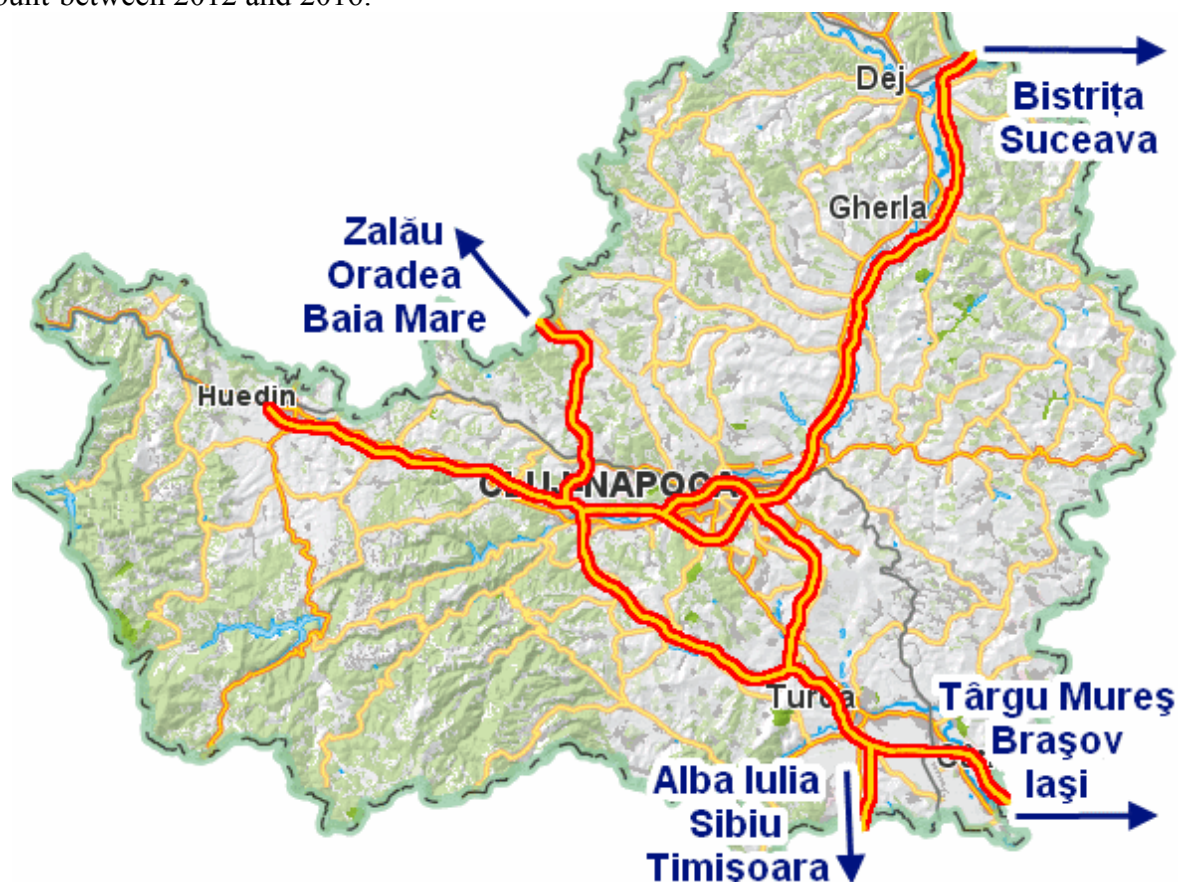 between 2012 and 2016.
Dej
Bistrița
Suceava
Gherla
Zalău
Oradea
Baia Mare
Huedin
CLUJ-NAPOCA
Turda
Târgu Mureş
Braşov
Iaşi
Alba Iulia
Sibiu
Timişoara